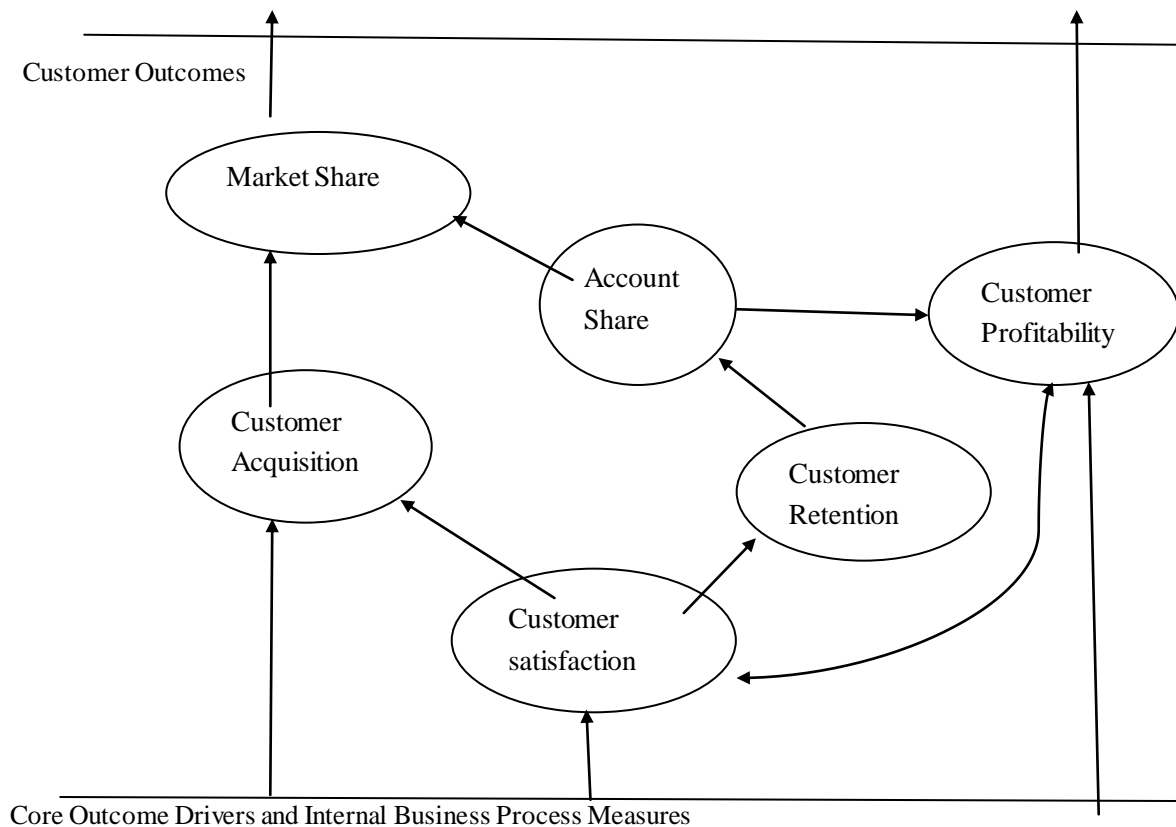 Customer Outcomes
Market Share
Account
Share
Customer
Profitability
Customer
Acquisition
Customer
Retention
Customer
satisfaction
Core Outcome Drivers and Internal Business Process Measures